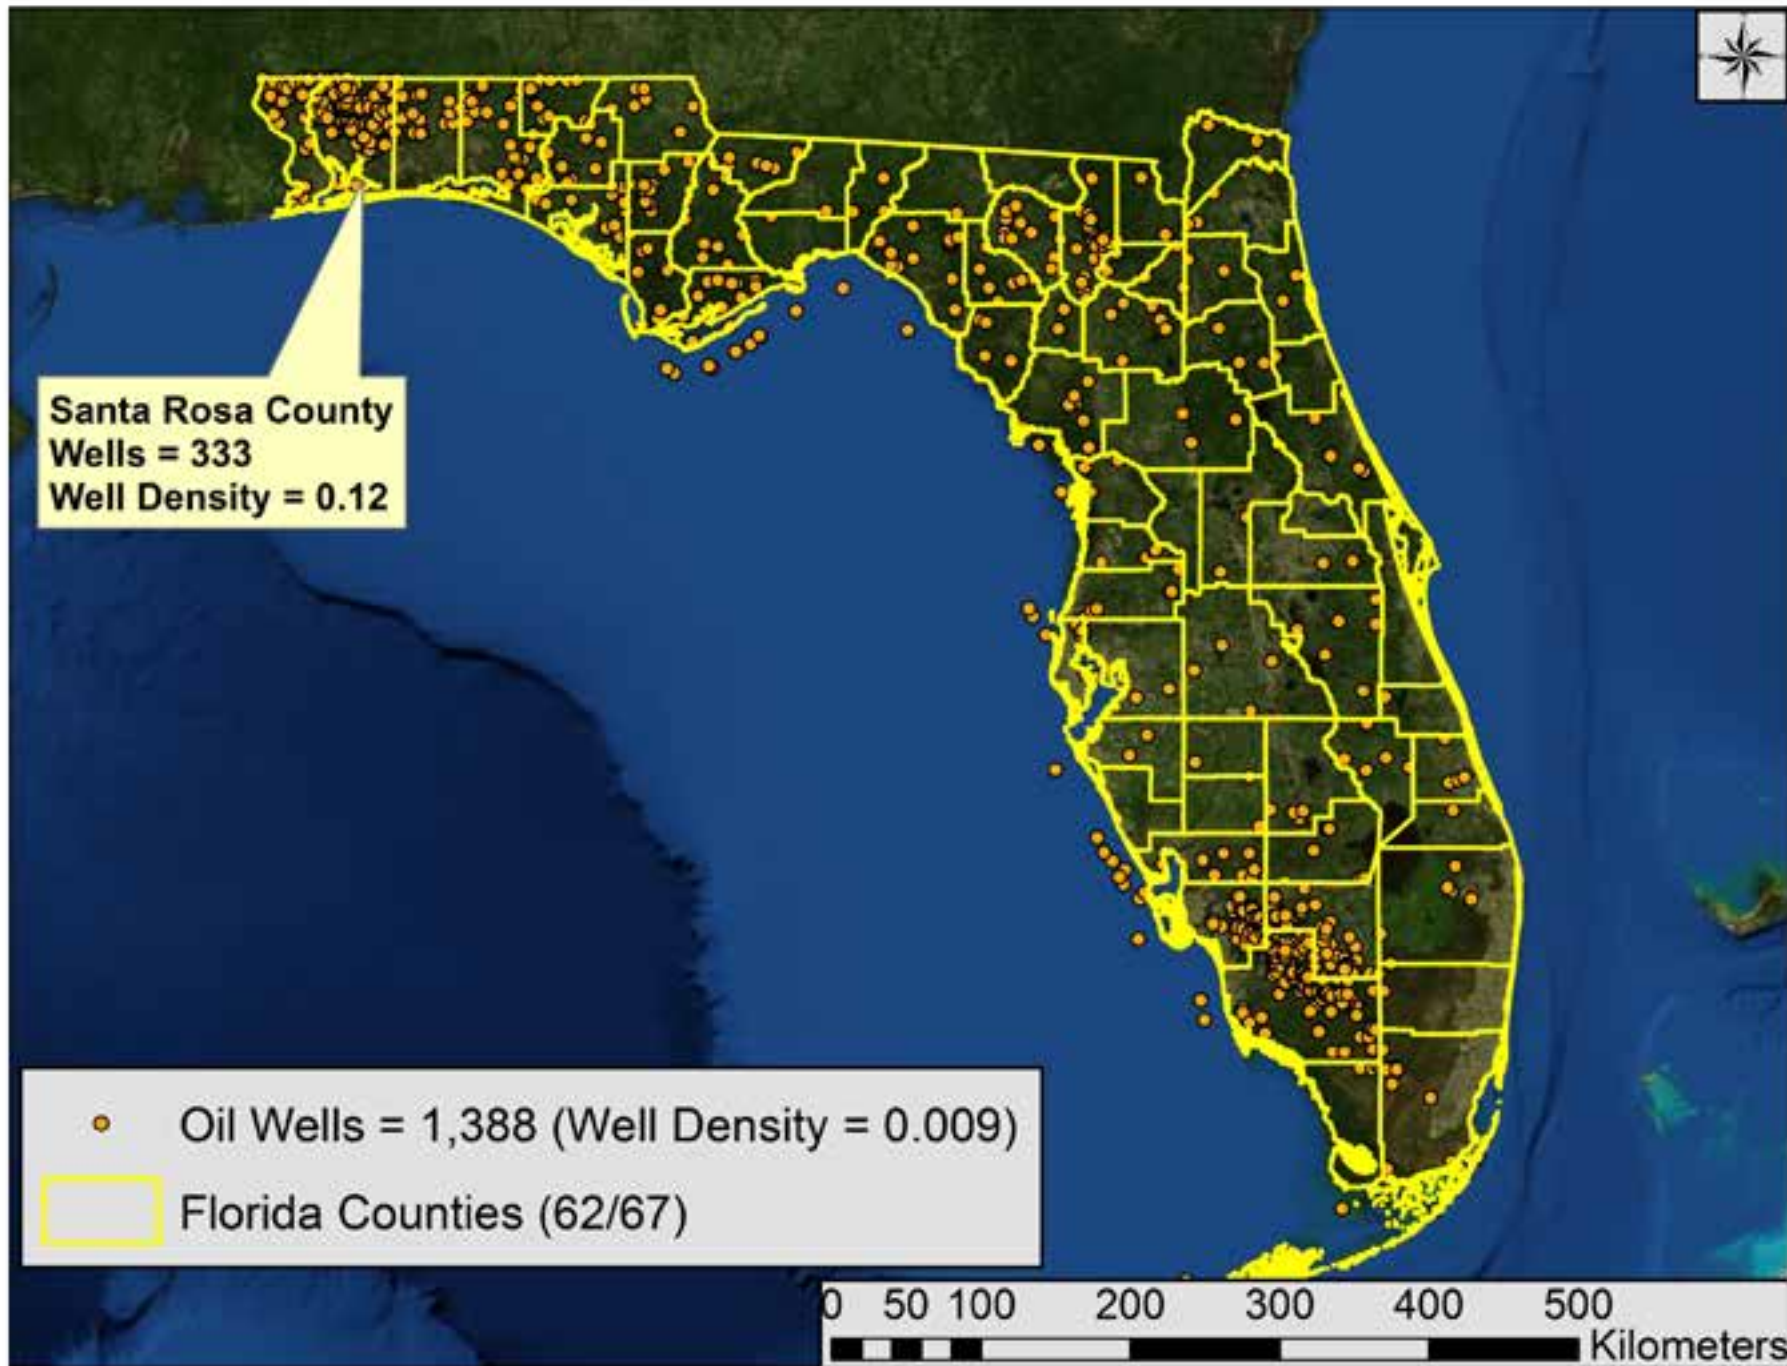 Santa Rosa County
Wells = 333
Well Density = 0.12
Oil Wells = 1,388 (Well Density = 0.009)
Florida Counties (62/67)
0 50 100 200 300 400 500
Kilometers